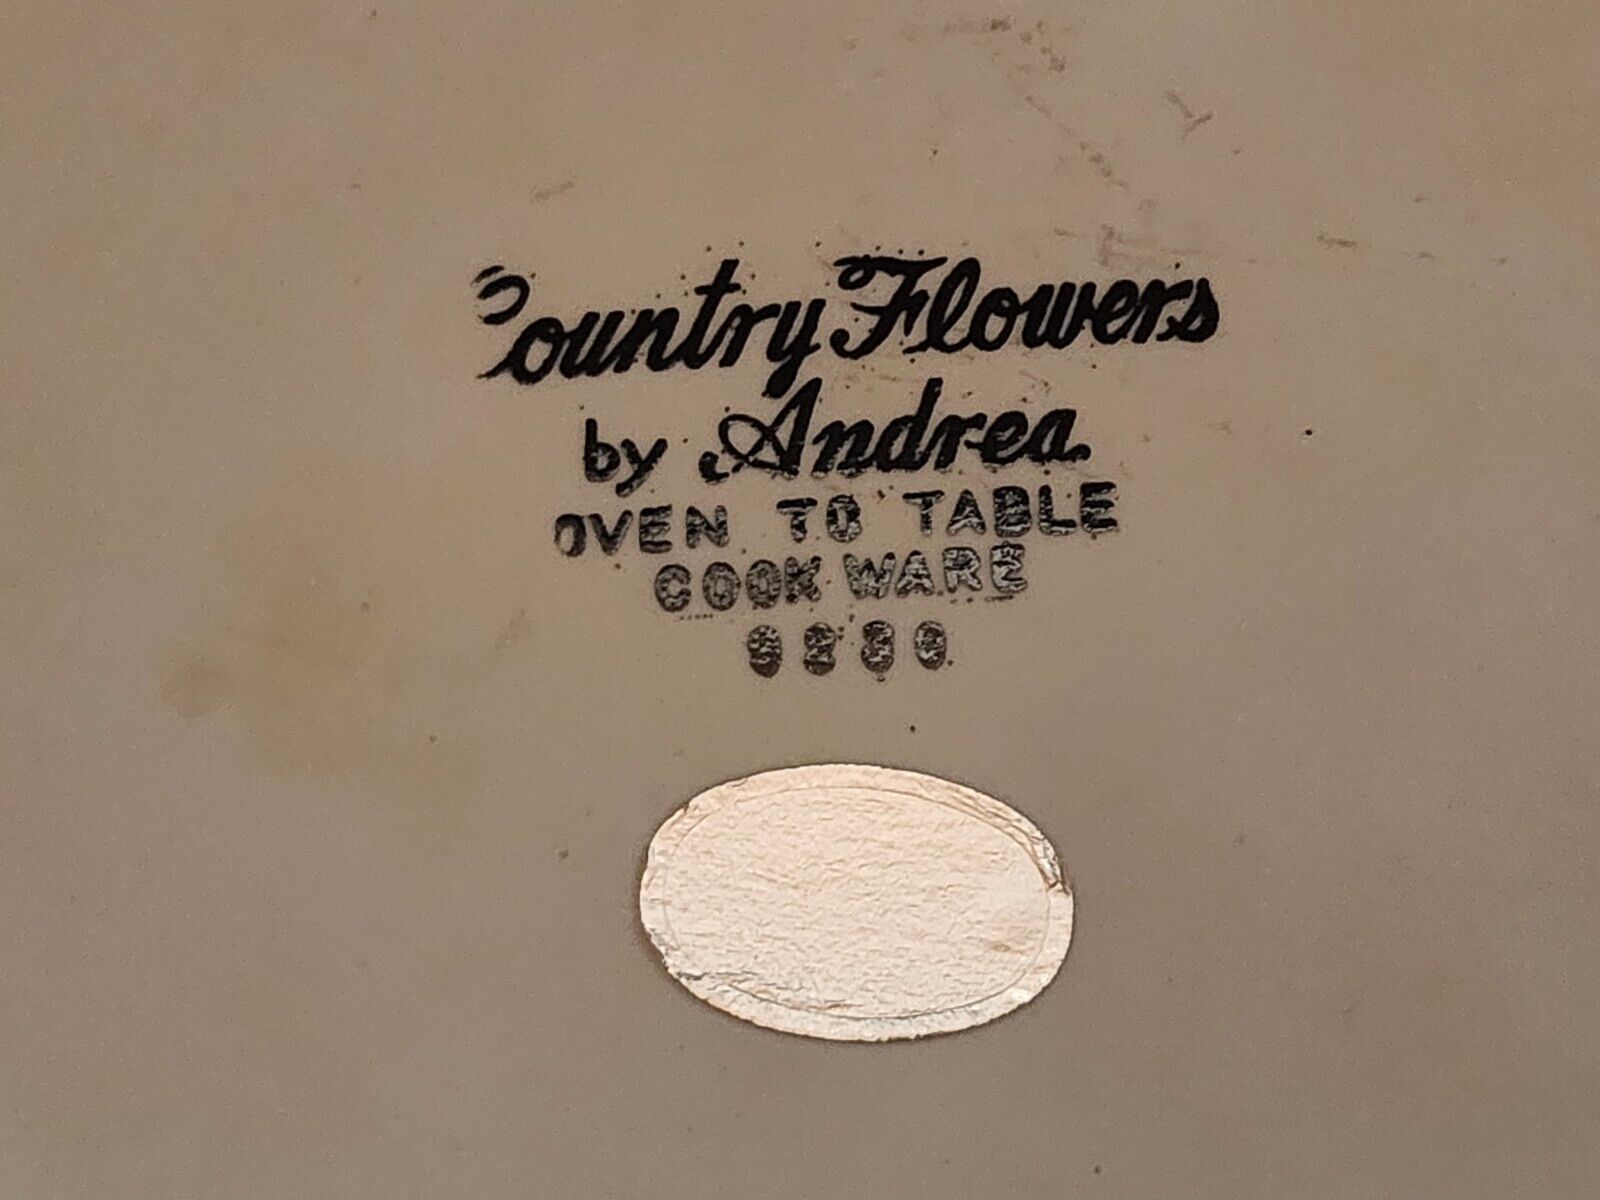 Country Flowers
by Andrea
OVEN TO TABLE
COOK WARE